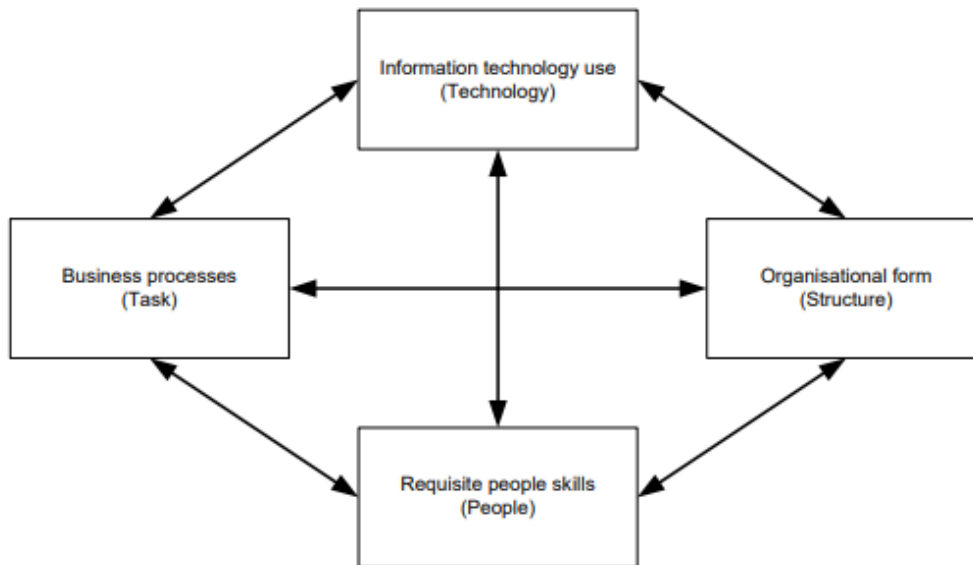 Information technology use
(Technology)
Business processes
(Task)
Organisational form
(Structure)
Requisite people skills
(People)